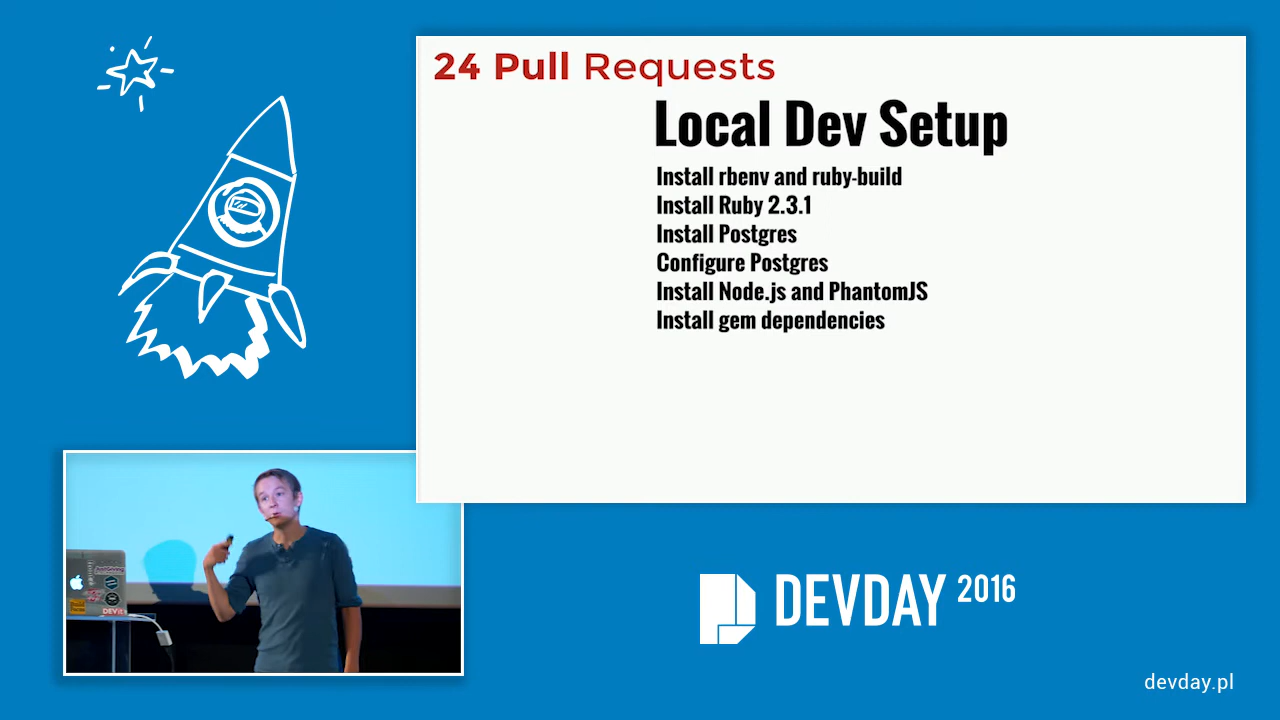 24 Pull Requests
Local Dev Setup
Install rbenv and ruby-build
Install Ruby 2.3.1
Install Postgres
Configure Postgres
Install Node.js and PhantomJS
Install gem dependencies
DEVit
DEVDAY 2016
devday.pl